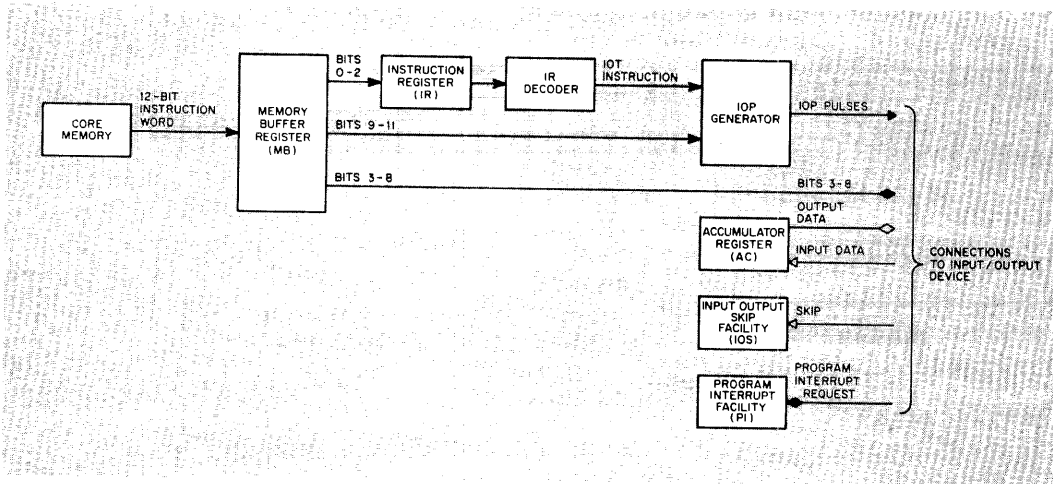 CORE
MEMORY
12-BIT
INSTRUCTION
WORD
MEMORY
BUFFER
REGISTER
(MB)
BITS
0-2
INSTRUCTION
REGISTER
(IR)
IR
DECODER
IOT
INSTRUCTION
IOP
GENERATOR
IOP PULSES
BITS 9-11
BITS 3-8
BITS 3-8
OUTPUT
DATA
ACCUMULATOR
REGISTER
(AC)
INPUT DATA
INPUT OUTPUT
SKIP
FACILITY
(IOS)
SKIP
PROGRAM
INTERRUPT
FACILITY
(PI)
PROGRAM
INTERRUPT
REQUEST
CONNECTIONS
TO INPUT/OUTPUT
DEVICE